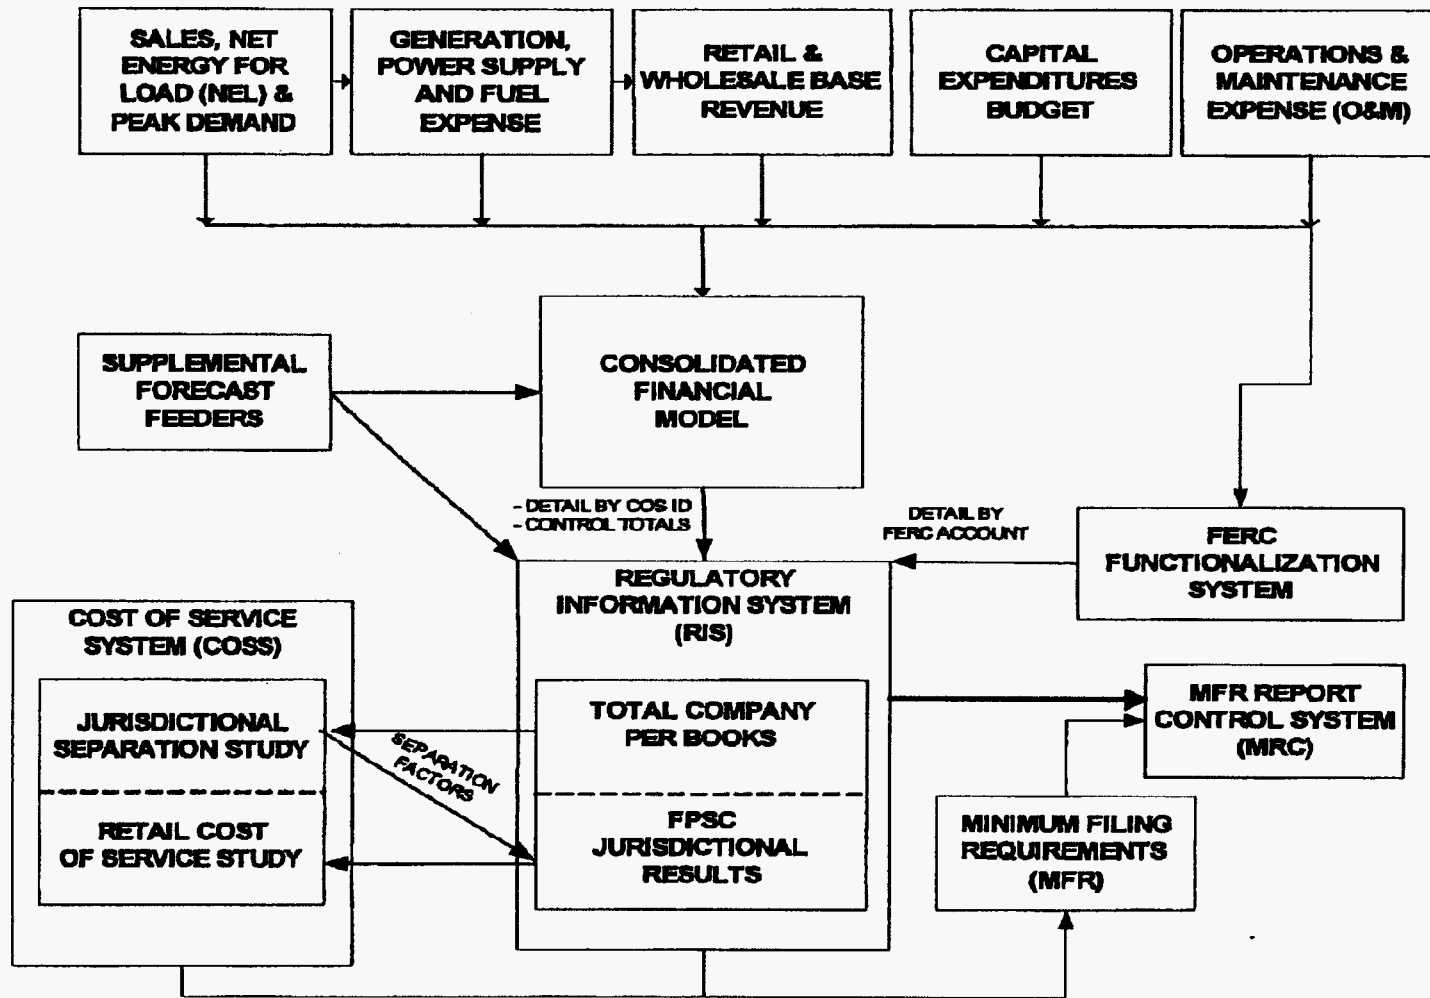 SALES, NET
ENERGY FOR
LOAD (NEL) &
PEAK DEMAND
GENERATION,
POWER SUPPLY
AND FUEL
EXPENSE
RETAIL &
WHOLESALE BASE
REVENUE
CAPITAL
EXPENDITURES
BUDGET
OPERATIONS &
MAINTENANCE
EXPENSE (O&M)
SUPPLEMENTAL
FORECAST
FEEDERS
CONSOLIDATED
FINANCIAL
MODEL
- DETAIL BY COS ID
- CONTROL TOTALS
DETAIL BY
FERC ACCOUNT
FERC
FUNCTIONALIZATION
SYSTEM
COST OF SERVICE
SYSTEM (COSS)
JURISDICTIONAL
SEPARATION STUDY
RETAIL COST
OF SERVICE STUDY
SEPARATION
FACTORS
REGULATORY
INFORMATION SYSTEM
(RIS)
TOTAL COMPANY
PER BOOKS
FPSC
JURISDICTIONAL
RESULTS
MFR REPORT
CONTROL SYSTEM
(MRC)
MINIMUM FILING
REQUIREMENTS
(MFR)